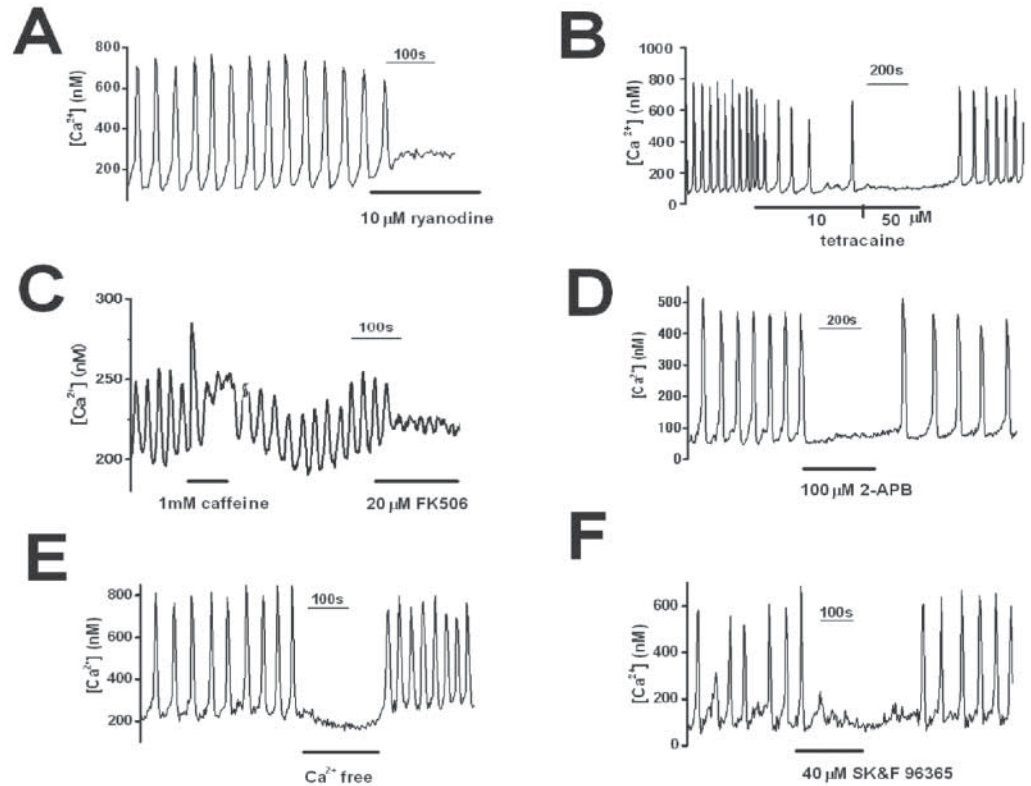 A
[Ca²⁺] (nM)
800
600
400
200
100s
10 µM ryanodine
B
[Ca²⁺] (nM)
1000
800
600
400
200
0
200s
10 50 µM
tetracaine
C
[Ca²⁺] (nM)
300
250
200
100s
1mM caffeine 20 µM FK506
D
[Ca²⁺] (nM)
500
400
300
200
100
0
200s
100 µM 2-APB
E
[Ca²⁺] (nM)
800
600
400
200
100s
Ca²⁺ free
F
[Ca²⁺] (nM)
600
400
200
0
100s
40 µM SK&F 96365